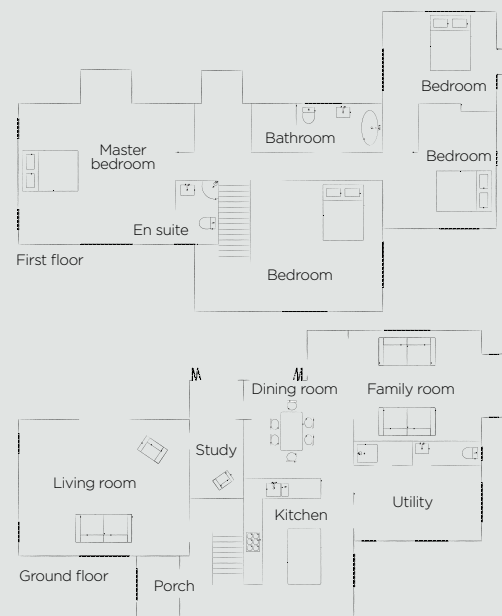 Bedroom
Master
bedroom
Bathroom
Bedroom
En suite
First floor
Bedroom
Dining room
Family room
Study
Living room
Utility
Kitchen
Ground floor
Porch